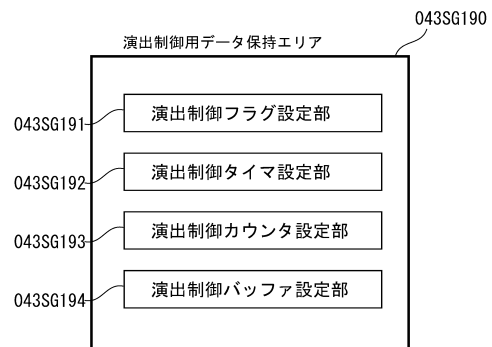 043SG190
演出制御用データ保持エリア
演出制御フラグ設定部
043SG191
演出制御タイマ設定部
043SG192
演出制御カウンタ設定部
043SG193
演出制御バッファ設定部
043SG194